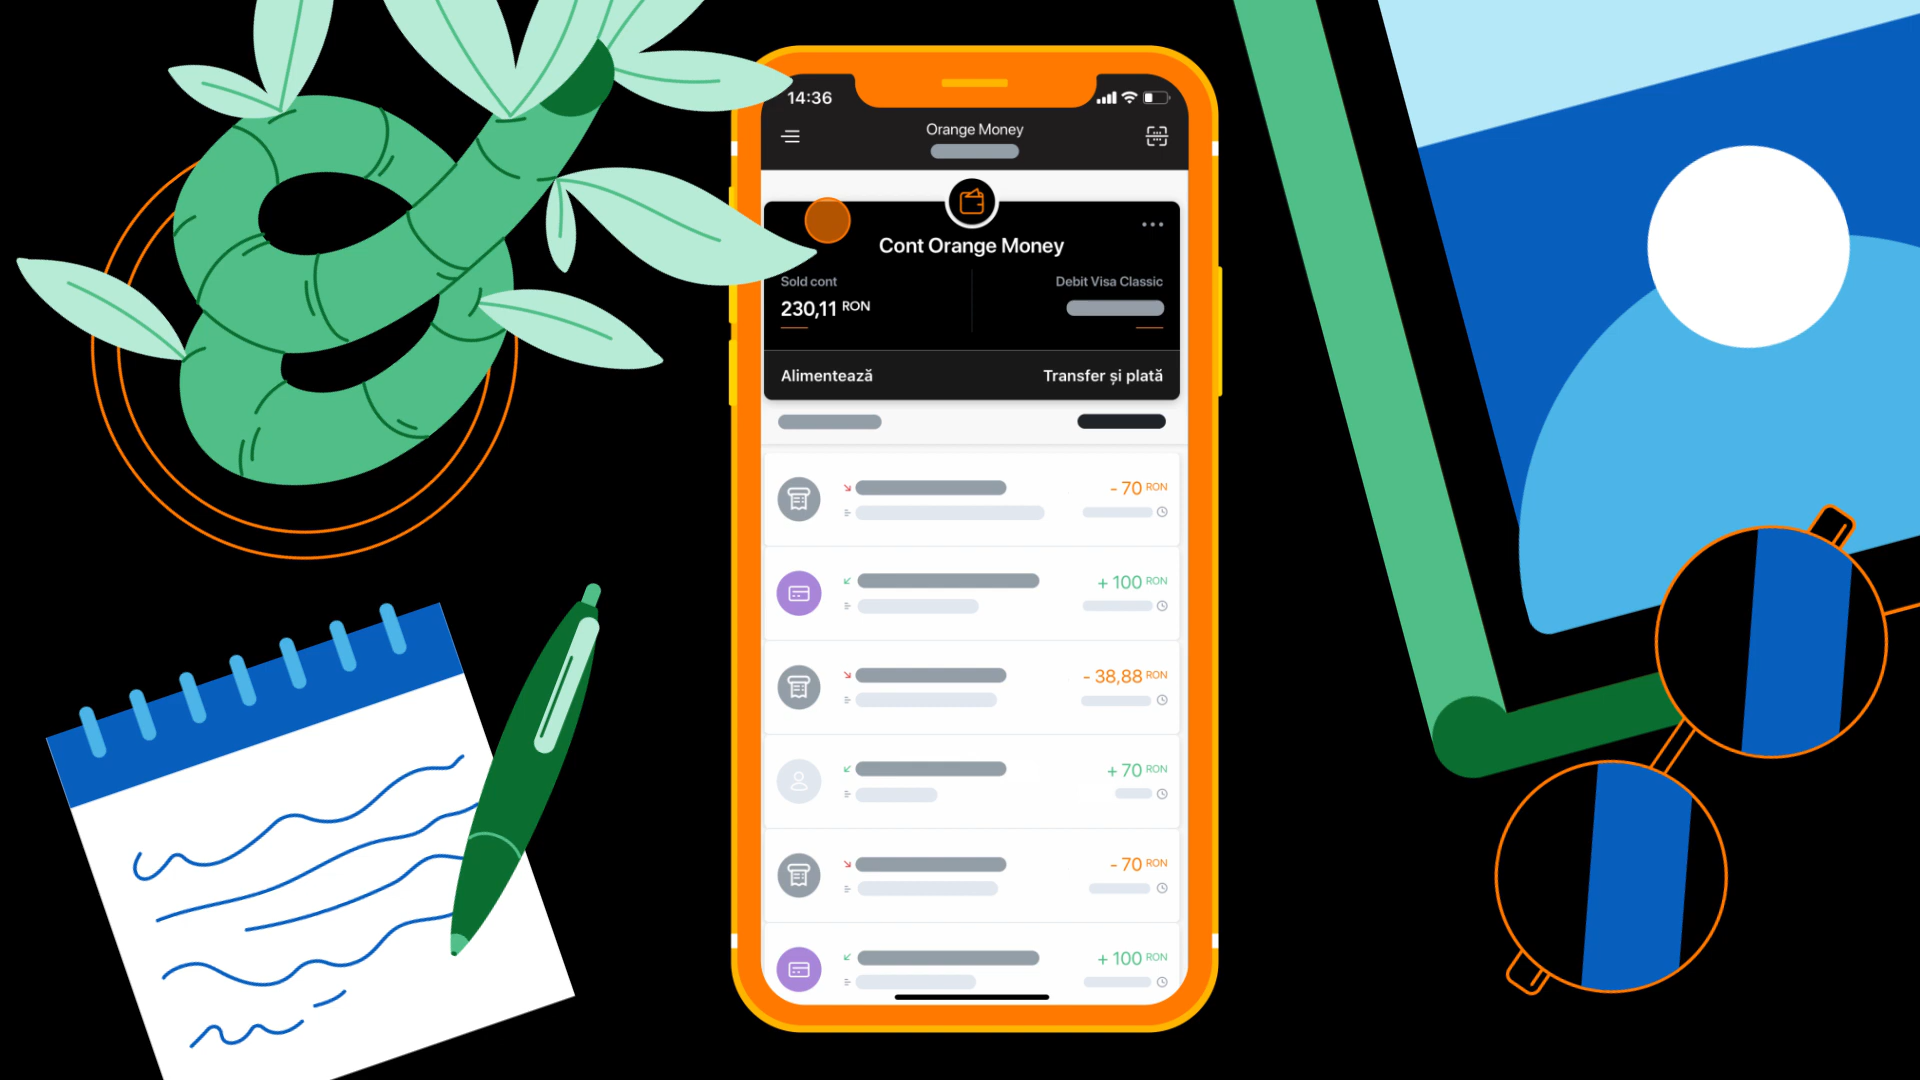 14:36
Orange Money
Cont Orange Money
Sold cont
Debit Visa Classic
230,11 RON
Alimentează
Transfer și plată
- 70 RON
+ 100 RON
- 38,88 RON
+ 70 RON
- 70 RON
+ 100 RON